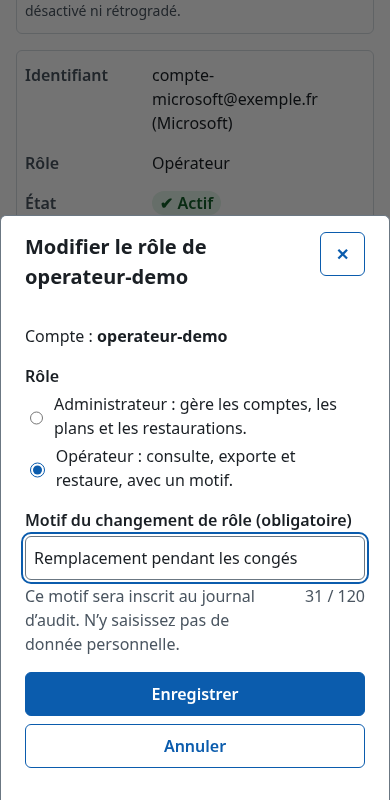 désactivé ni rétrogradé.
Identifiant
compte-
microsoft@exemple.fr
(Microsoft)
Rôle
Opérateur
État
✔ Actif
Modifier le rôle de
operateur-demo
×
Compte : operateur-demo
Rôle
Administrateur : gère les comptes, les
plans et les restaurations.
Opérateur : consulte, exporte et
restaure, avec un motif.
Motif du changement de rôle (obligatoire)
Remplacement pendant les congés
Ce motif sera inscrit au journal
d’audit. N’y saisissez pas de
donnée personnelle.
31 / 120
Enregistrer
Annuler